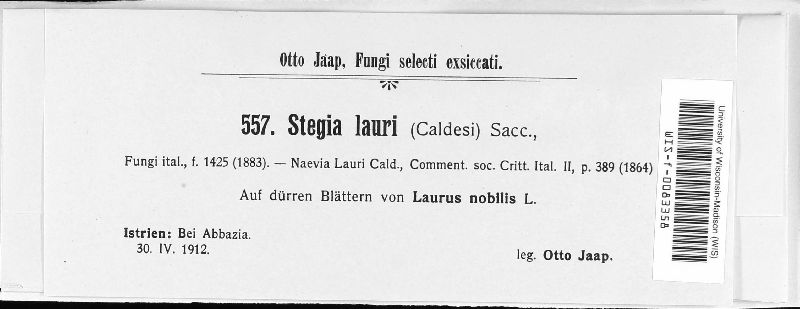 Otto Jaap, Fungi selecti exsiccati.
557. Stegia lauri (Caldesi) Sacc.,
Fungi ital., f. 1425 (1883). — Naevia Lauri Cald., Comment. soc. Critt. Ital. II, p. 389 (1864)
Auf dürren Blättern von Laurus nobilis L.
Istrien: Bei Abbazia.
30. IV. 1912.
leg. Otto Jaap.
University of Wisconsin-Madison (WIS)
WIS-f-0083358